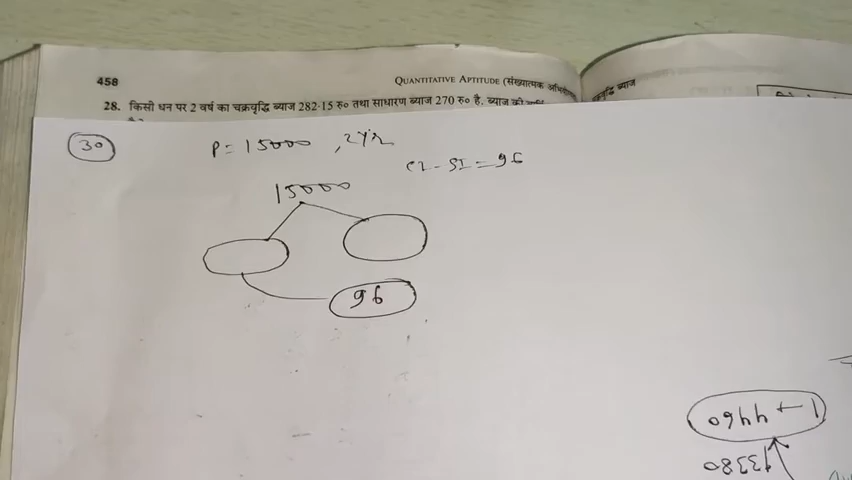 458
QUANTITATIVE APTITUDE (संख्यात्मक
28. किसी धन पर 2 वर्ष का चक्रवृद्धि ब्याज 282·15 रु० तथा साधारण ब्याज 270 रु० है. ब्याज की
30 P = 15000 , 2Yr
CI - SI = 96
15000
96
1 → 4460
13380